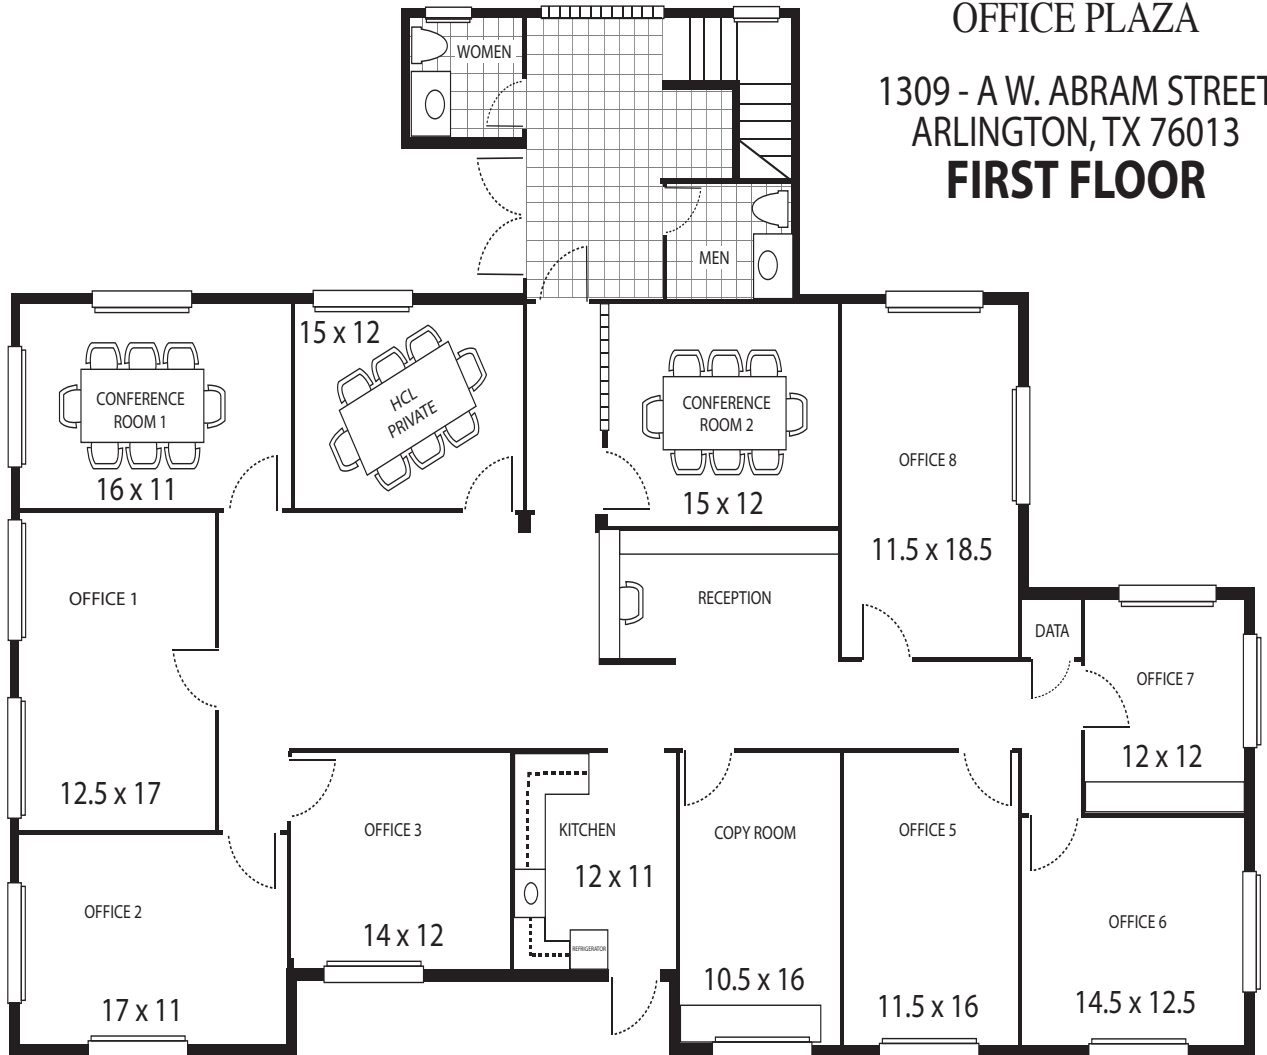 OFFICE PLAZA
1309 - A W. ABRAM STREET
ARLINGTON, TX 76013
FIRST FLOOR
WOMEN
MEN
15 x 12
HCL
PRIVATE
CONFERENCE
ROOM 1
16 x 11
CONFERENCE
ROOM 2
15 x 12
OFFICE 8
11.5 x 18.5
OFFICE 1
12.5 x 17
RECEPTION
DATA
OFFICE 7
12 x 12
OFFICE 2
17 x 11
OFFICE 3
14 x 12
KITCHEN
12 x 11
REFRIGERATOR
COPY ROOM
10.5 x 16
OFFICE 5
11.5 x 16
OFFICE 6
14.5 x 12.5